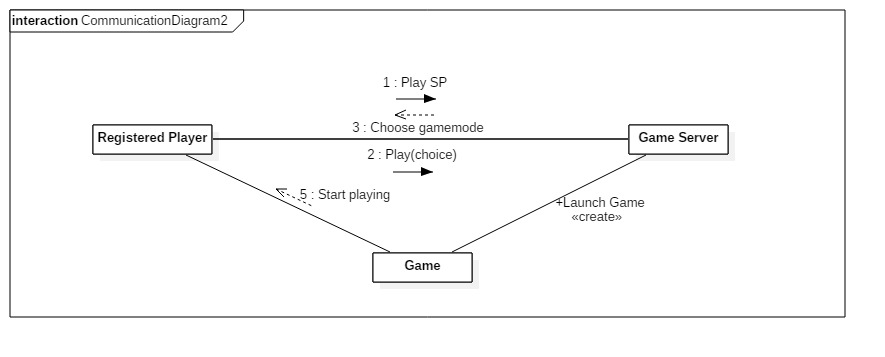 interaction CommunicationDiagram2
1 : Play SP
3 : Choose gamemode
Registered Player
Game Server
2 : Play(choice)
5 : Start playing
+Launch Game
«create»
Game